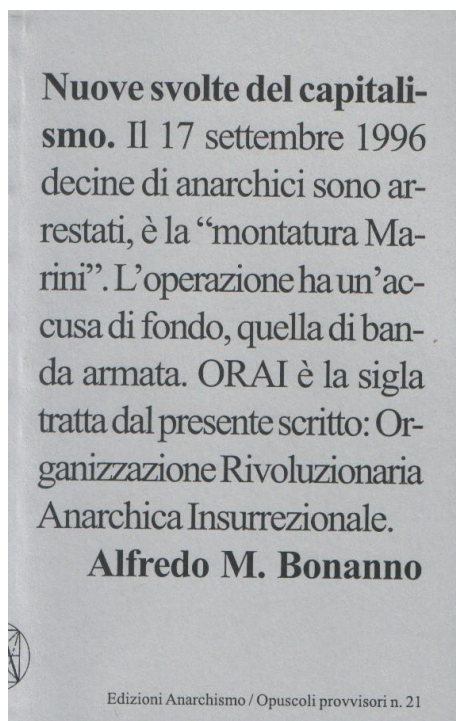 Nuove svolte del capitali-
smo. Il 17 settembre 1996
decine di anarchici sono ar-
restati, è la “montatura Ma-
rini”. L’operazione ha un’ac-
cusa di fondo, quella di ban-
da armata. ORAI è la sigla
tratta dal presente scritto: Or-
ganizzazione Rivoluzionaria
Anarchica Insurrezionale.
Alfredo M. Bonanno
Edizioni Anarchismo / Opuscoli provvisori n. 21